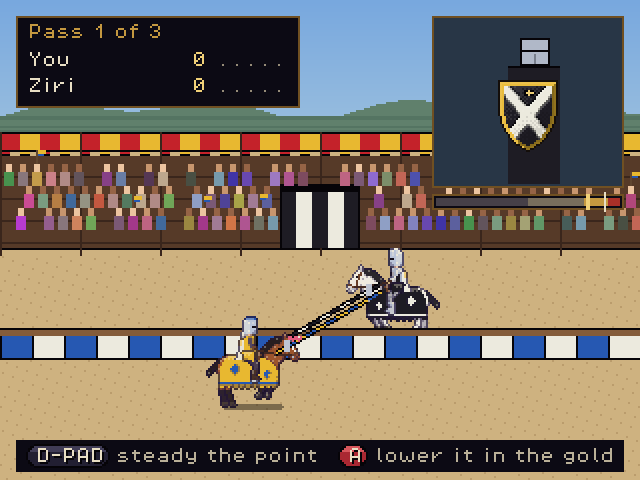 Pass 1 of 3
You 0 .....
Ziri 0 .....
D-PAD steady the point A lower it in the gold